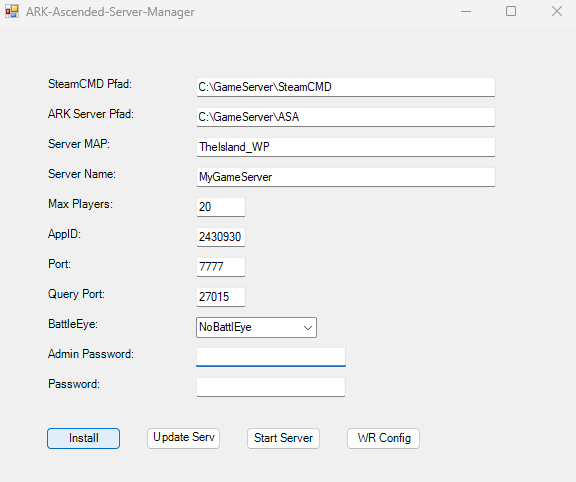 ARK-Ascended-Server-Manager
SteamCMD Pfad: C:\GameServer\SteamCMD
ARK Server Pfad: C:\GameServer\ASA
Server MAP: TheIsland_WP
Server Name: MyGameServer
Max Players: 20
AppID: 2430930
Port: 7777
Query Port: 27015
BattleEye: NoBattlEye
Admin Password:
Password:
Install Update Serv Start Server WR Config